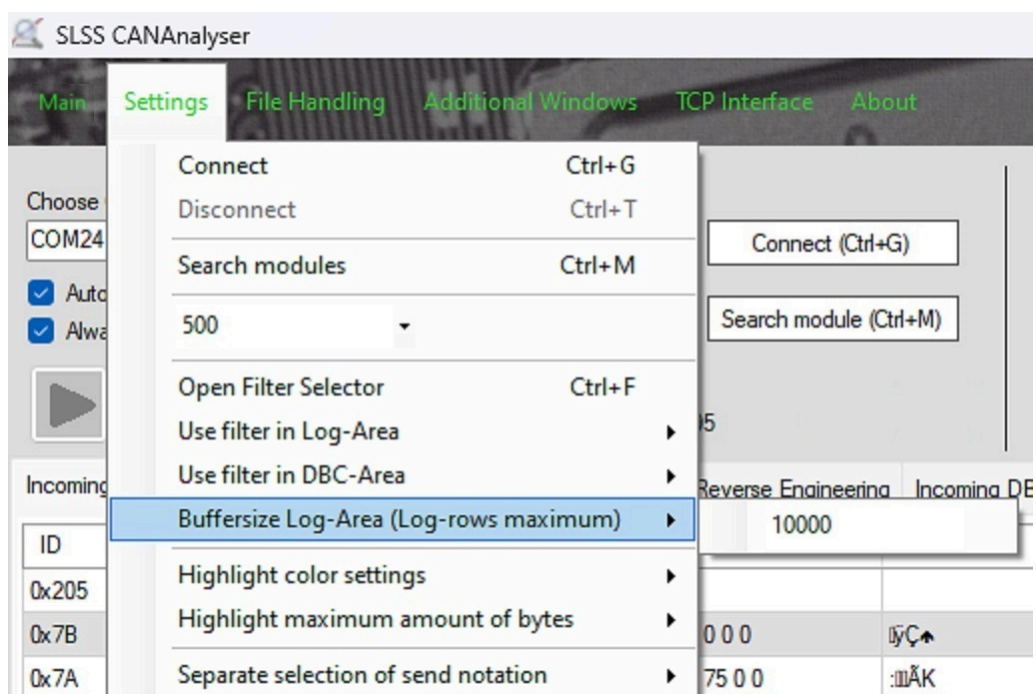 SLSS CANAnalyser
Main Settings File Handling Additional Windows TCP Interface About
Connect Ctrl+G
Choose
Disconnect Ctrl+T
COM24
Connect (Ctrl+G)
Search modules Ctrl+M
Auto
500
Search module (Ctrl+M)
Alwa
Open Filter Selector Ctrl+F
Use filter in Log-Area
Use filter in DBC-Area
Incoming
Reverse Engineering Incoming DB
Buffersize Log-Area (Log-rows maximum)
10000
ID
Highlight color settings
0x205
Highlight maximum amount of bytes
0x7B
0 0 0
Separate selection of send notation
0x7A
75 0 0